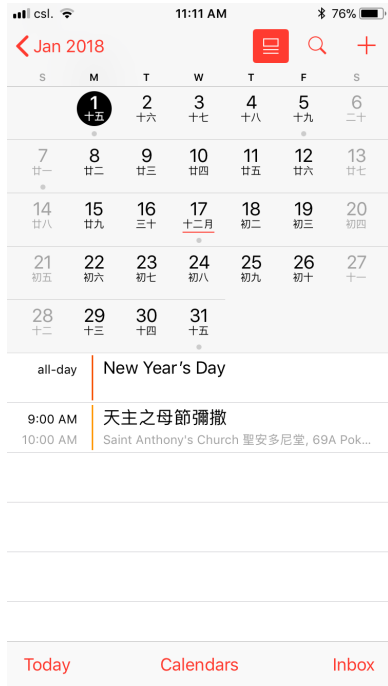 csl. 11:11 AM 76%
Jan 2018
S M T W T F S
1 2 3 4 5 6
十五 十六 十七 十八 十九 二十
7 8 9 10 11 12 13
廿一 廿二 廿三 廿四 廿五 廿六 廿七
14 15 16 17 18 19 20
廿八 廿九 三十 十二月 初二 初三 初四
21 22 23 24 25 26 27
初五 初六 初七 初八 初九 初十 十一
28 29 30 31
十二 十三 十四 十五
all-day New Year's Day
9:00 AM 天主之母節彌撒
10:00 AM Saint Anthony's Church 聖安多尼堂, 69A Pok...
Today Calendars Inbox